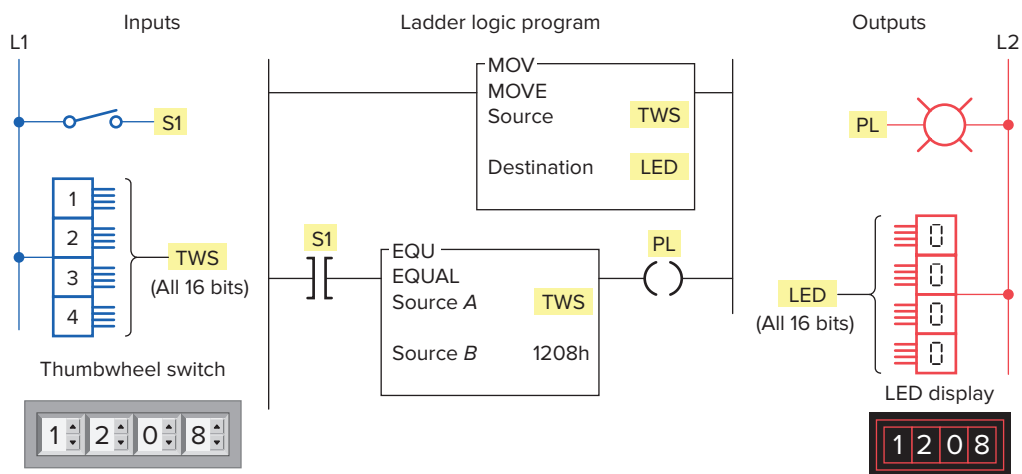 Inputs
Ladder logic program
Outputs
L1
L2
MOV
MOVE
Source TWS
Destination LED
S1
PL
1
2
3
4
TWS
(All 16 bits)
S1
EQU
EQUAL
Source A TWS
Source B 1208h
PL
LED
(All 16 bits)
0
0
0
0
Thumbwheel switch
1 2 0 8
LED display
1 2 0 8